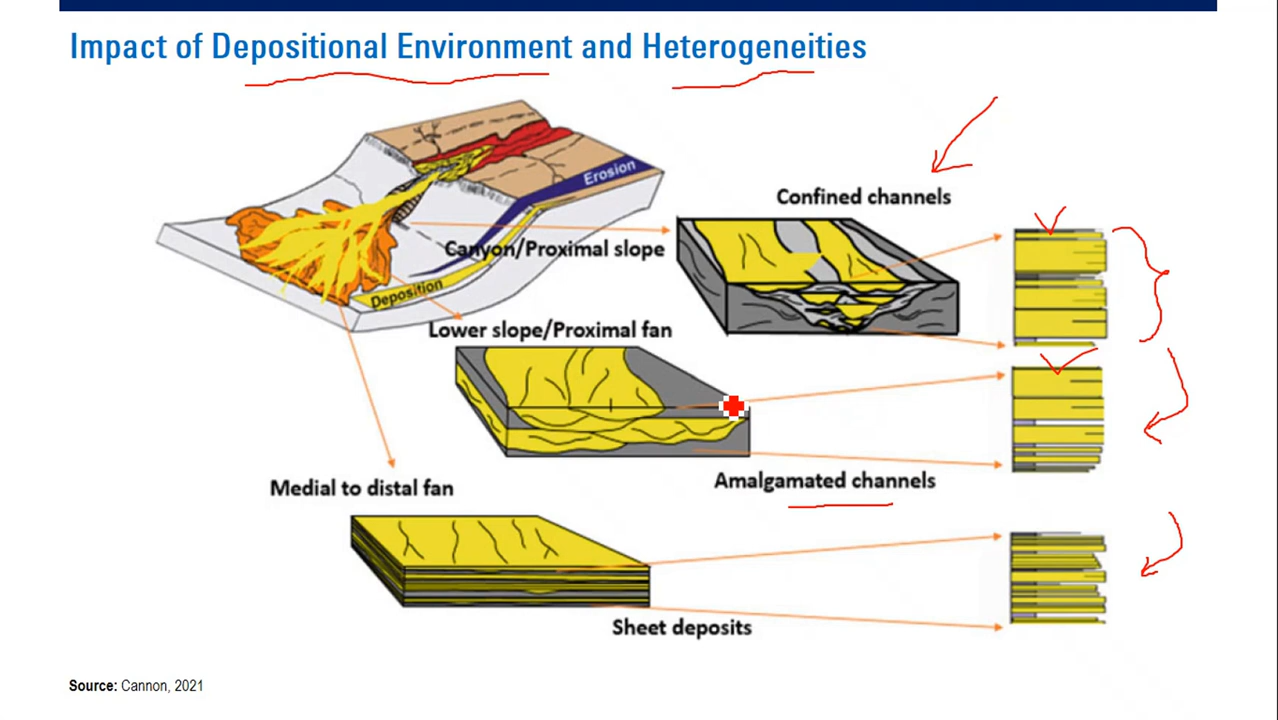 Impact of Depositional Environment and Heterogeneities
Erosion
Confined channels
Canyon/Proximal slope
Deposition
Lower slope/Proximal fan
Amalgamated channels
Medial to distal fan
Sheet deposits
Source: Cannon, 2021